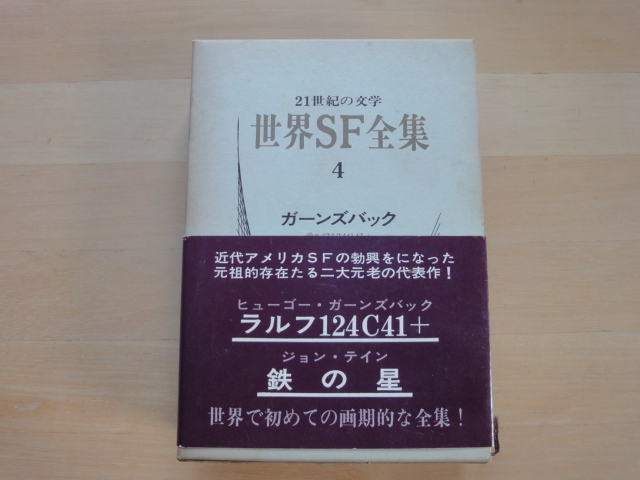 21世紀の文学
世界SF全集
4
ガーンズバック
近代アメリカSFの勃興をになった
元祖的存在たる二大元老の代表作！
ヒューゴー・ガーンズバック
ラルフ124C41+
ジョン・テイン
鉄の星
世界で初めての画期的な全集！